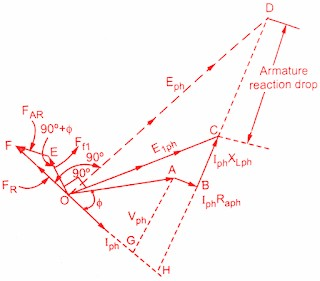 D
Armature
reaction drop
E_ph
F_AR
90°+ϕ
F
E
F_f1
90°
90°
C
E_1ph
I_ph X_Lph
A
B
F_R
O
ϕ
V_ph
I_ph R_aph
I_ph
G
H